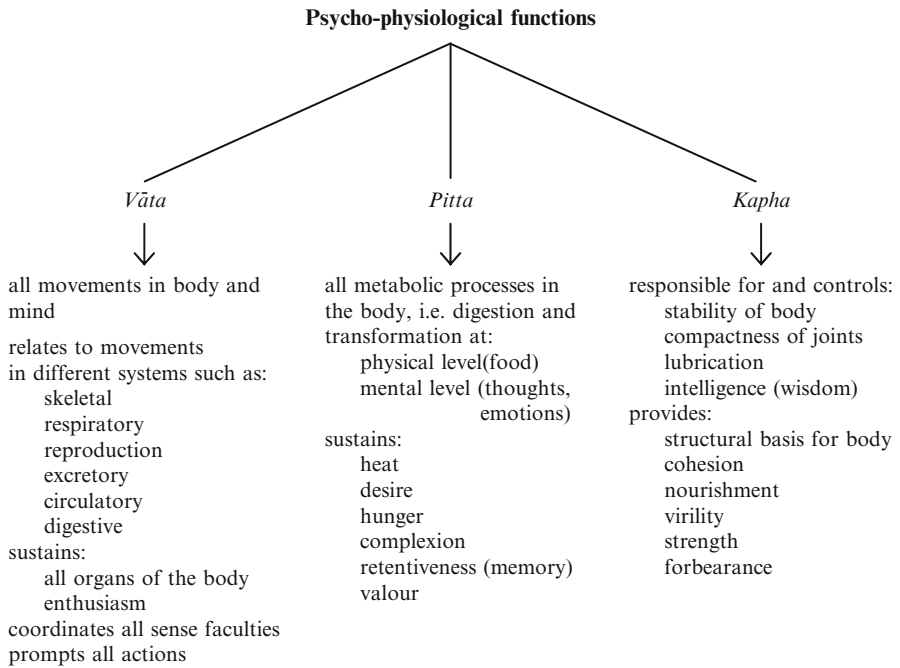 Psycho-physiological functions
Vāta
all movements in body and
mind
relates to movements
in different systems such as:
skeletal
respiratory
reproduction
excretory
circulatory
digestive
sustains:
all organs of the body
enthusiasm
coordinates all sense faculties
prompts all actions
Pitta
all metabolic processes in
the body, i.e. digestion and
transformation at:
physical level(food)
mental level (thoughts,
emotions)
sustains:
heat
desire
hunger
complexion
retentiveness (memory)
valour
Kapha
responsible for and controls:
stability of body
compactness of joints
lubrication
intelligence (wisdom)
provides:
structural basis for body
cohesion
nourishment
virility
strength
forbearance